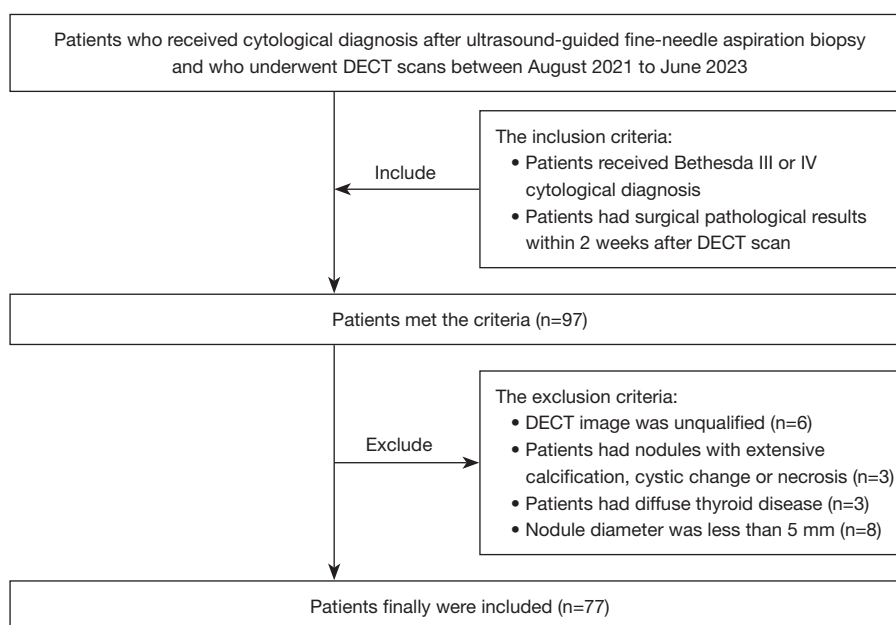 Patients who received cytological diagnosis after ultrasound-guided fine-needle aspiration biopsy
and who underwent DECT scans between August 2021 to June 2023
The inclusion criteria:
• Patients received Bethesda III or IV
cytological diagnosis
• Patients had surgical pathological results
within 2 weeks after DECT scan
Include
Patients met the criteria (n=97)
The exclusion criteria:
• DECT image was unqualified (n=6)
• Patients had nodules with extensive
calcification, cystic change or necrosis (n=3)
• Patients had diffuse thyroid disease (n=3)
• Nodule diameter was less than 5 mm (n=8)
Exclude
Patients finally were included (n=77)